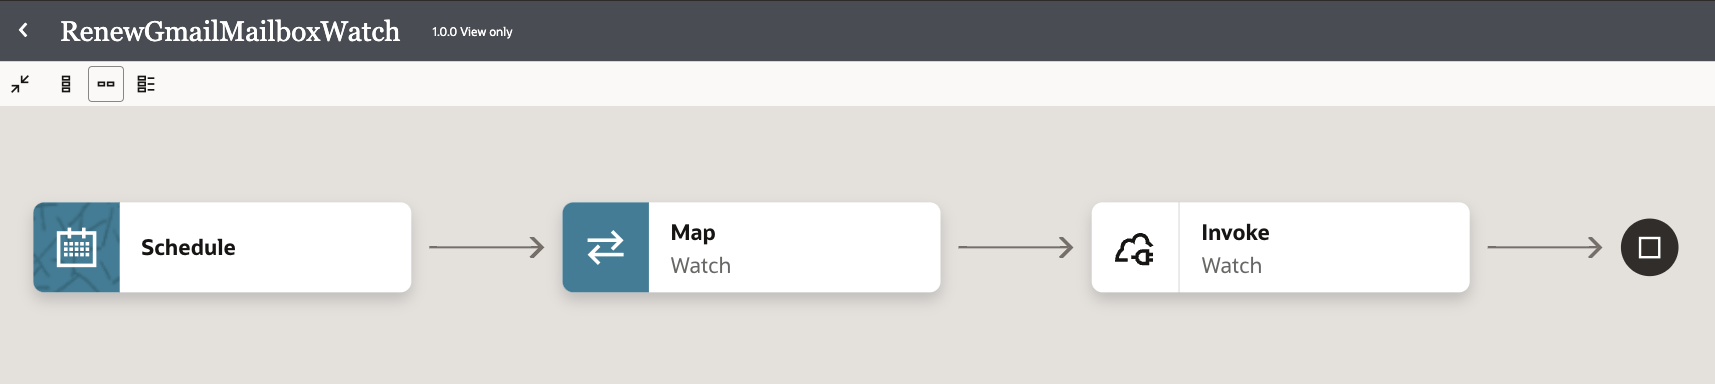 RenewGmailMailboxWatch
1.0.0 View only
Schedule
Map
Watch
Invoke
Watch